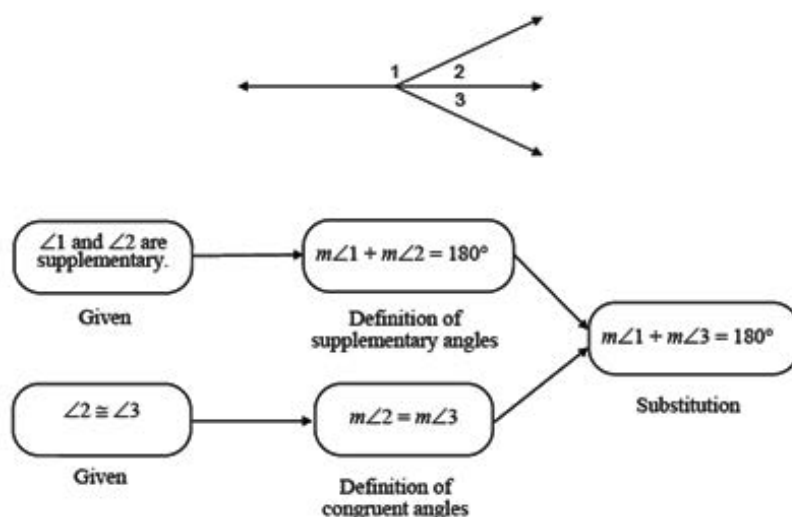 1
2
3
∠1 and ∠2 are
supplementary.
Given
m∠1 + m∠2 = 180°
Definition of
supplementary angles
m∠1 + m∠3 = 180°
Substitution
∠2 ≅ ∠3
Given
m∠2 = m∠3
Definition of
congruent angles